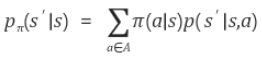 p_π(s′|s) = ∑_{a∈A} π(a|s)p(s′|s,a)